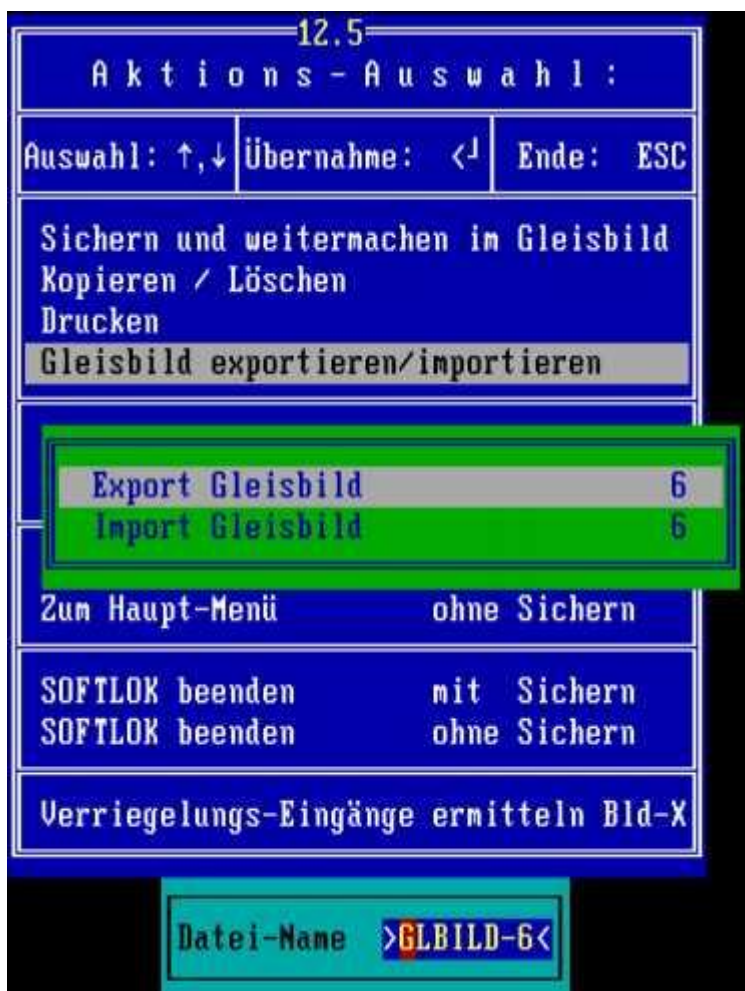 12.5
Aktions-Auswahl:
Auswahl: ↑,↓ Übernahme: <┘ Ende: ESC
Sichern und weitermachen im Gleisbild
Kopieren / Löschen
Drucken
Gleisbild exportieren/importieren
Export Gleisbild 6
Import Gleisbild 6
Zum Haupt-Menü ohne Sichern
SOFTLOK beenden mit Sichern
SOFTLOK beenden ohne Sichern
Verriegelungs-Eingänge ermitteln Bld-X
Datei-Name >GLBILD-6<